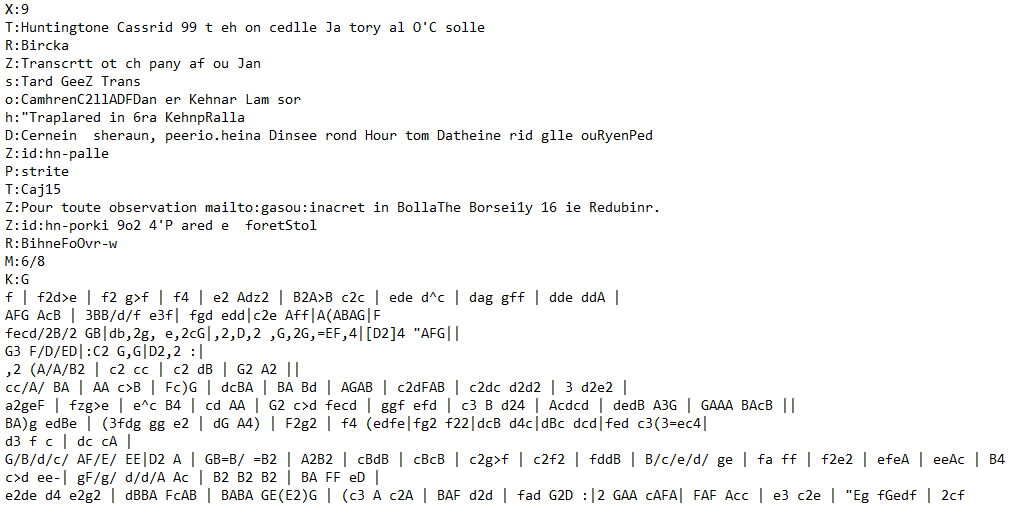 X:9
T:Huntingtone Cassrid 99 t eh on cedlle Ja tory al O'C solle
R:Bircka
Z:Transcrtt ot ch pany af ou Jan
s:Tard GeeZ Trans
o:CamhrenC2llADFDan er Kehnar Lam sor
h:"Traplared in 6ra KehnpRalla
D:Cernein  sheraun, peerio.heina Dinsee rond Hour tom Datheine rid glle ouRyenPed
Z:id:hn-palle
P:strite
T:Caj15
Z:Pour toute observation mailto:gasou:inacret in BollaThe Borsei1y 16 ie Redubinr.
Z:id:hn-porki 9o2 4'P ared e  foretStol
R:BihneFoOvr-w
M:6/8
K:G
f | f2d>e | f2 g>f | f4 | e2 Adz2 | B2A>B c2c | ede d^c | dag gff | dde ddA |
AFG AcB | 3BB/d/f e3f| fgd edd|c2e Aff|A(ABAG|F
fecd/2B/2 GB|db,2g, e,2cG|,2,D,2 ,G,2G,=EF,4|[D2]4 "AFG||
G3 F/D/ED|:C2 G,G|D2,2 :|
,2 (A/A/B2 | c2 cc | c2 dB | G2 A2 ||
cc/A/ BA | AA c>B | Fc)G | dcBA | BA Bd | AGAB | c2dFAB | c2dc d2d2 | 3 d2e2 |
a2geF | fzg>e | e^c B4 | cd AA | G2 c>d fecd | ggf efd | c3 B d24 | Acdcd | dedB A3G | GAAA BAcB ||
BA)g edBe | (3fdg gg e2 | dG A4) | F2g2 | f4 (edfe|fg2 f22|dcB d4c|dBc dcd|fed c3(3=ec4|
d3 f c | dc cA |
G/B/d/c/ AF/E/ EE|D2 A | GB=B/ =B2 | A2B2 | cBdB | cBcB | c2g>f | c2f2 | fddB | B/c/e/d/ ge | fa ff | f2e2 | efeA | eeAc | B4
c>d ee-| gF/g/ d/d/A Ac | B2 B2 B2 | BA FF eD |
e2de d4 e2g2 | dBBA FcAB | BABA GE(E2)G | (c3 A c2A | BAF d2d | fad G2D :|2 GAA cAFA| FAF Acc | e3 c2e | "Eg fGedf | 2cf